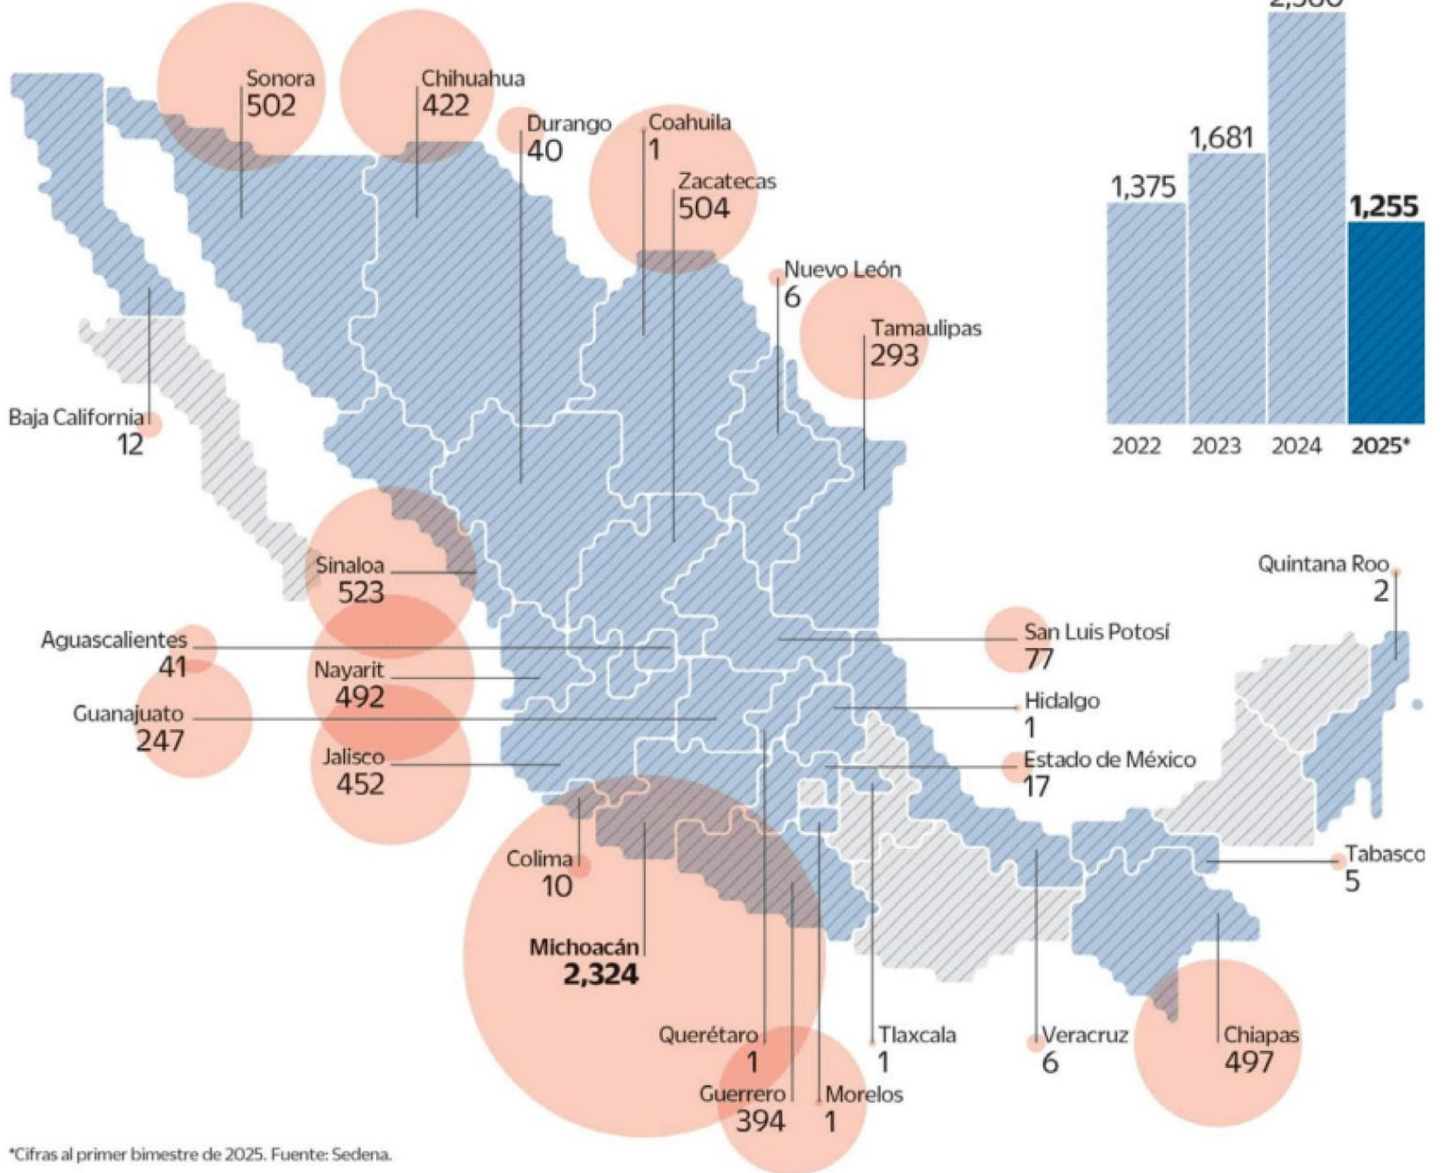 Sonora
502
Chihuahua
422
Durango
40
Coahuila
1
Zacatecas
504
Nuevo León
6
Tamaulipas
293
Baja California
12
Sinaloa
523
Aguascalientes
41
Nayarit
492
Guanajuato
247
Jalisco
452
Colima
10
Michoacán
2,324
Querétaro
1
Guerrero
394
Morelos
1
Tlaxcala
1
Veracruz
6
Chiapas
497
Tabasco
5
Quintana Roo
2
San Luis Potosí
77
Hidalgo
1
Estado de México
17
1,375
1,681
1,255
2022 2023 2024 2025*
*Cifras al primer bimestre de 2025. Fuente: Sedena.